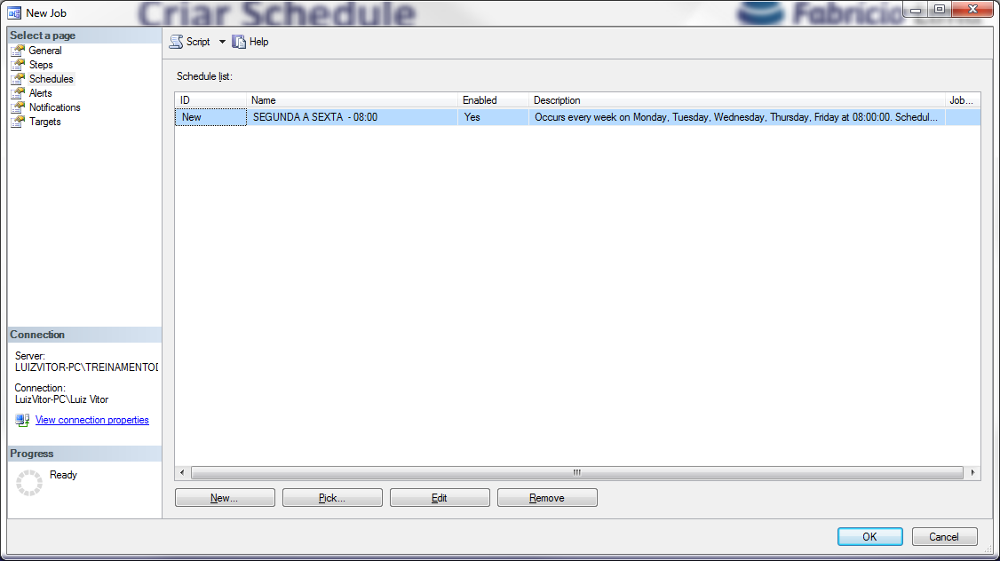 New Job
Criar Schedule
Fabrício
Select a page
General
Steps
Schedules
Alerts
Notifications
Targets
Script
Help
Schedule list:
ID Name Enabled Description Job...
New SEGUNDA A SEXTA - 08:00 Yes Occurs every week on Monday, Tuesday, Wednesday, Thursday, Friday at 08:00:00. Schedul...
Connection
Server:
LUIZVITOR-PC\TREINAMENTO
Connection:
LuizVitor-PC\Luiz Vitor
View connection properties
Progress
Ready
New... Pick... Edit Remove
OK Cancel